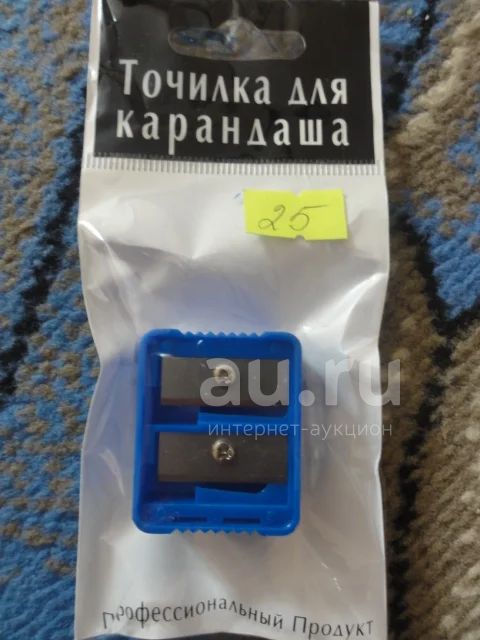 Точилка для
карандаша
25
au.ru
интернет-аукцион
Профессиональный Продукт